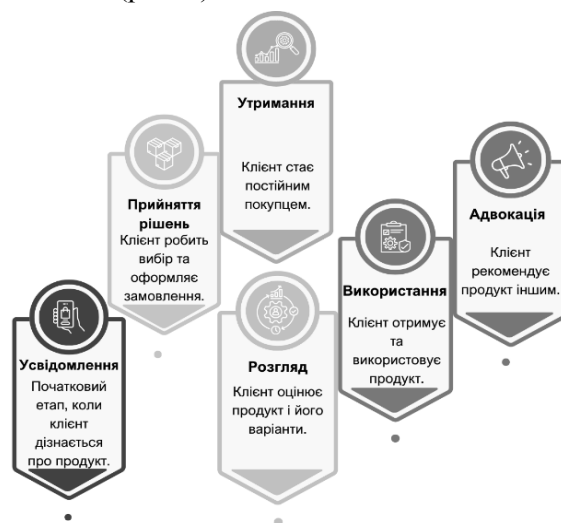 Утримання
Клієнт стає
постійним
покупцем.
Прийняття
рішень
Клієнт робить
вибір та
оформляє
замовлення.
Адвокація
Клієнт
рекомендує
продукт іншим.
Використання
Клієнт отримує
та
використовує
продукт.
Усвідомлення
Початковий
етап, коли
клієнт
дізнається
про продукт.
Розгляд
Клієнт оцінює
продукт і його
варіанти.